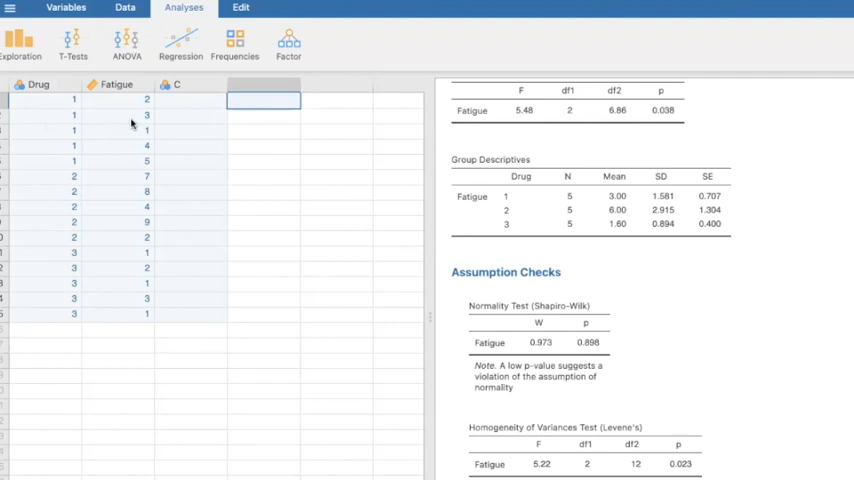 Variables Data Analyses Edit
Exploration T-Tests ANOVA Regression Frequencies Factor
Drug Fatigue C
1 2
1 3
1 1
1 4
1 5
2 7
2 8
2 4
2 9
2 2
3 1
3 2
3 1
3 3
3 1
F df1 df2 p
Fatigue 5.48 2 6.86 0.038
Group Descriptives
Drug N Mean SD SE
Fatigue 1 5 3.00 1.581 0.707
2 5 6.00 2.915 1.304
3 5 1.60 0.894 0.400
Assumption Checks
Normality Test (Shapiro-Wilk)
W p
Fatigue 0.973 0.898
Note. A low p-value suggests a
violation of the assumption of
normality
Homogeneity of Variances Test (Levene's)
F df1 df2 p
Fatigue 5.22 2 12 0.023